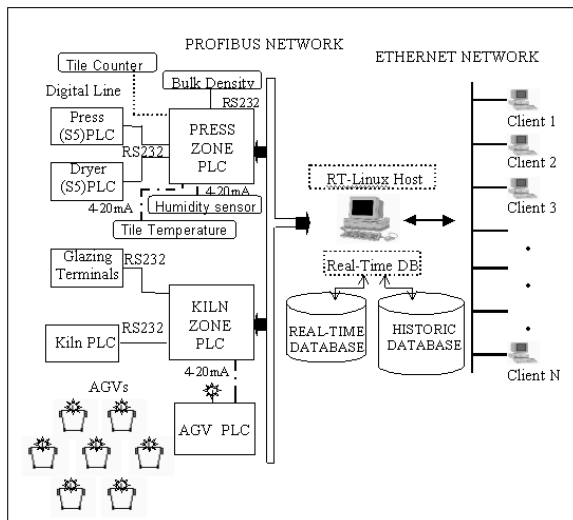 PROFIBUS NETWORK
ETHERNET NETWORK
Tile Counter
Bulk Density
Digital Line
RS232
Press
(S5)PLC
RS232
PRESS
ZONE
PLC
Dryer
(S5)PLC
4-20mA
4-20mA
Humidity sensor
Tile Temperature
Glazing
Terminals
RS232
KILN
ZONE
PLC
Kiln PLC
RS232
4-20mA
AGVs
AGV PLC
RT-Linux Host
Real-Time DB
REAL-TIME
DATABASE
HISTORIC
DATABASE
Client 1
Client 2
Client 3
Client N